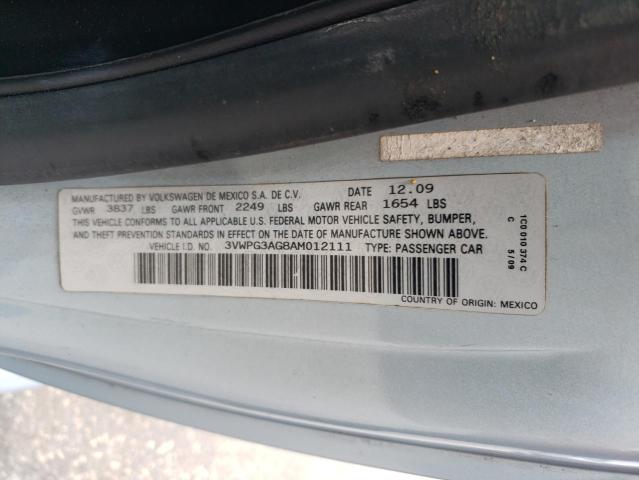 MANUFACTURED BY VOLKSWAGEN DE MEXICO S.A. DE C.V. DATE 12.09
GVWR 3837 LBS GAWR FRONT 2249 LBS GAWR REAR 1654 LBS
THIS VEHICLE CONFORMS TO ALL APPLICABLE U.S. FEDERAL MOTOR VEHICLE SAFETY, BUMPER,
AND THEFT PREVENTION STANDARDS IN EFFECT ON THE DATE OF MANUFACTURE SHOWN ABOVE.
VEHICLE I.D. NO. 3VWPG3AG8AM012111 TYPE: PASSENGER CAR
COUNTRY OF ORIGIN: MEXICO
1C0 010 374 C
C 5/09